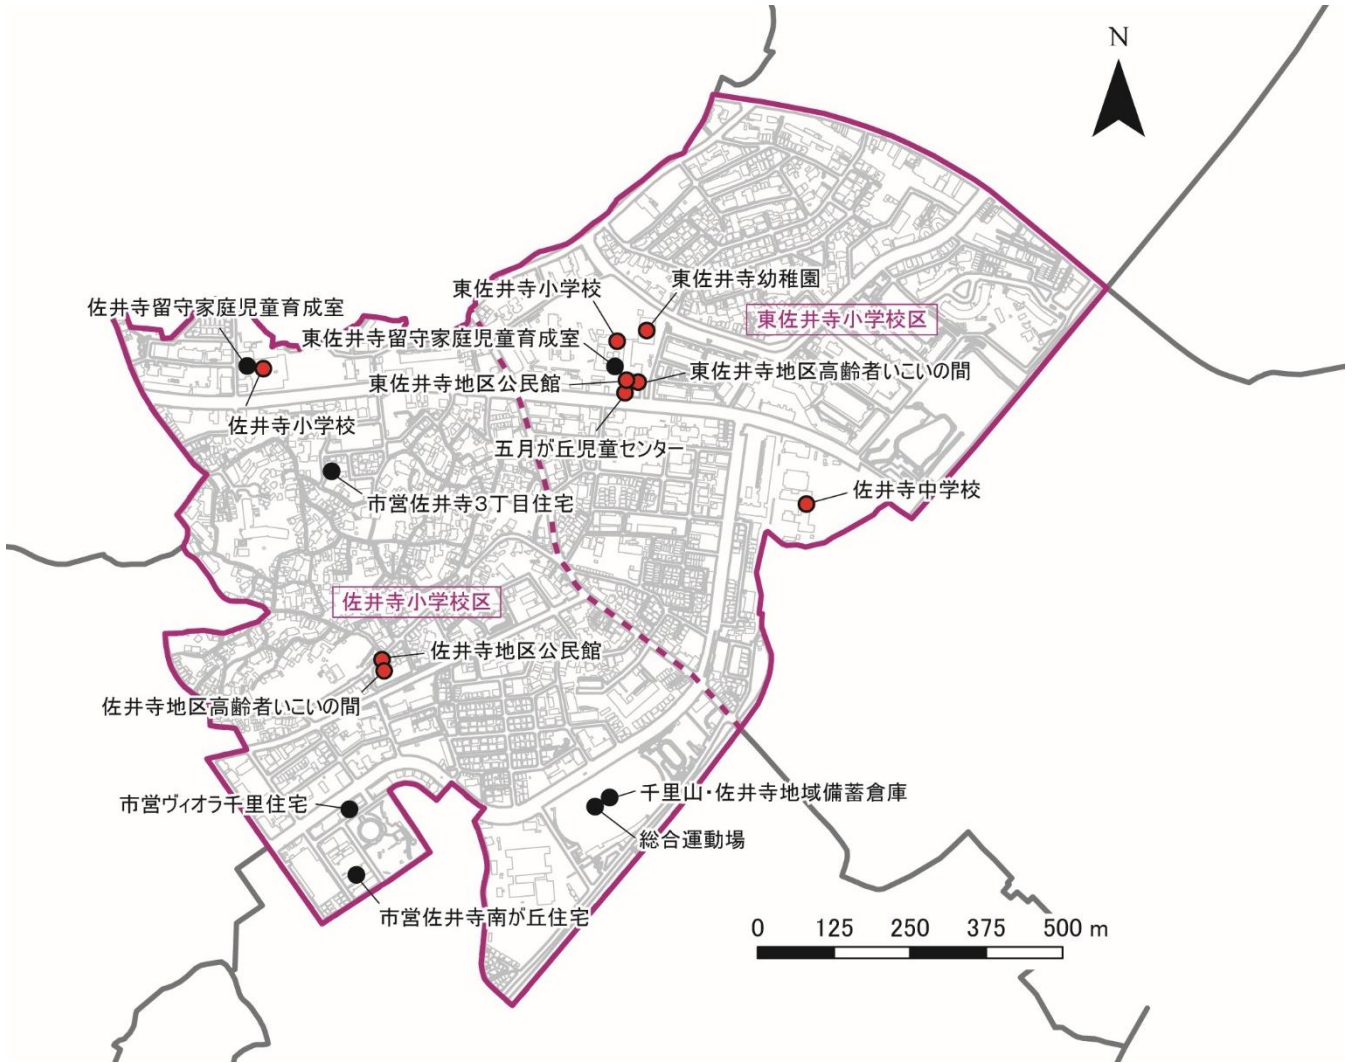 N
東佐井寺小学校
東佐井寺幼稚園
佐井寺留守家庭児童育成室
東佐井寺小学校区
東佐井寺留守家庭児童育成室
東佐井寺地区公民館
東佐井寺地区高齢者いこいの間
佐井寺小学校
五月が丘児童センター
市営佐井寺3丁目住宅
佐井寺中学校
佐井寺小学校区
佐井寺地区公民館
佐井寺地区高齢者いこいの間
市営ヴィオラ千里住宅
千里山・佐井寺地域備蓄倉庫
総合運動場
市営佐井寺南が丘住宅
0 125 250 375 500 m